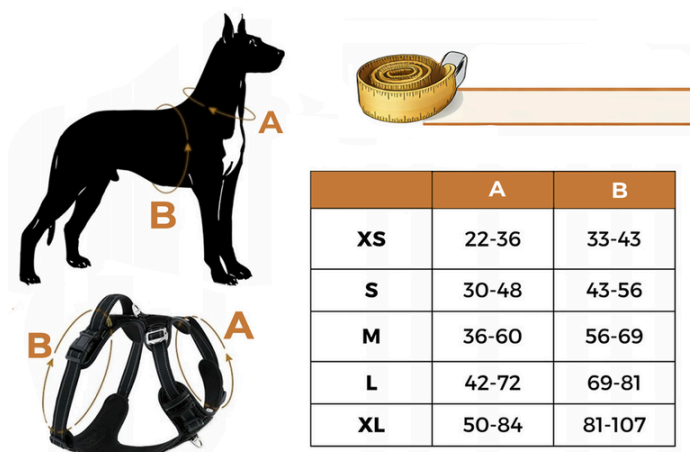 A
B
B
A
A B
XS 22-36 33-43
S 30-48 43-56
M 36-60 56-69
L 42-72 69-81
XL 50-84 81-107